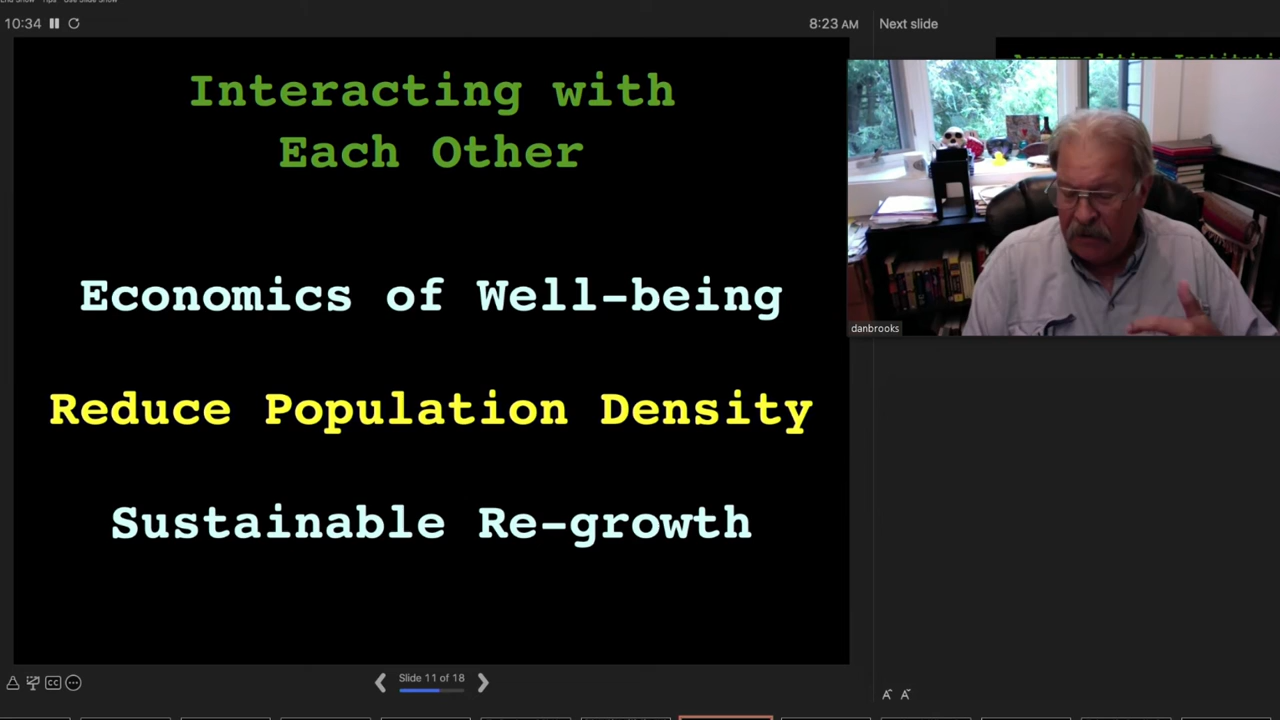 10:34
8:23 AM
Next slide
Interacting with
Each Other
Economics of Well-being
Reduce Population Density
Sustainable Re-growth
danbrooks
Slide 11 of 18